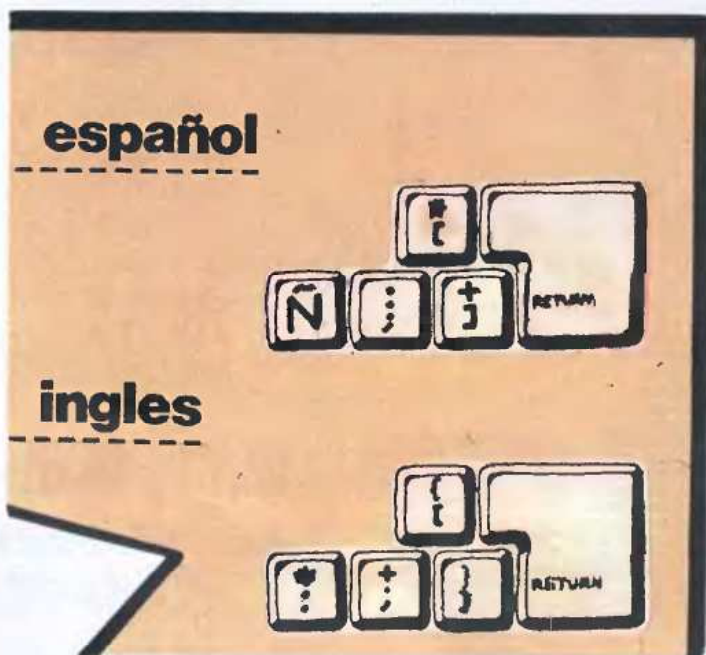 español
* [
Ñ : ; + ]
RETURN
ingles
{ [
* : + ; } ]
RETURN